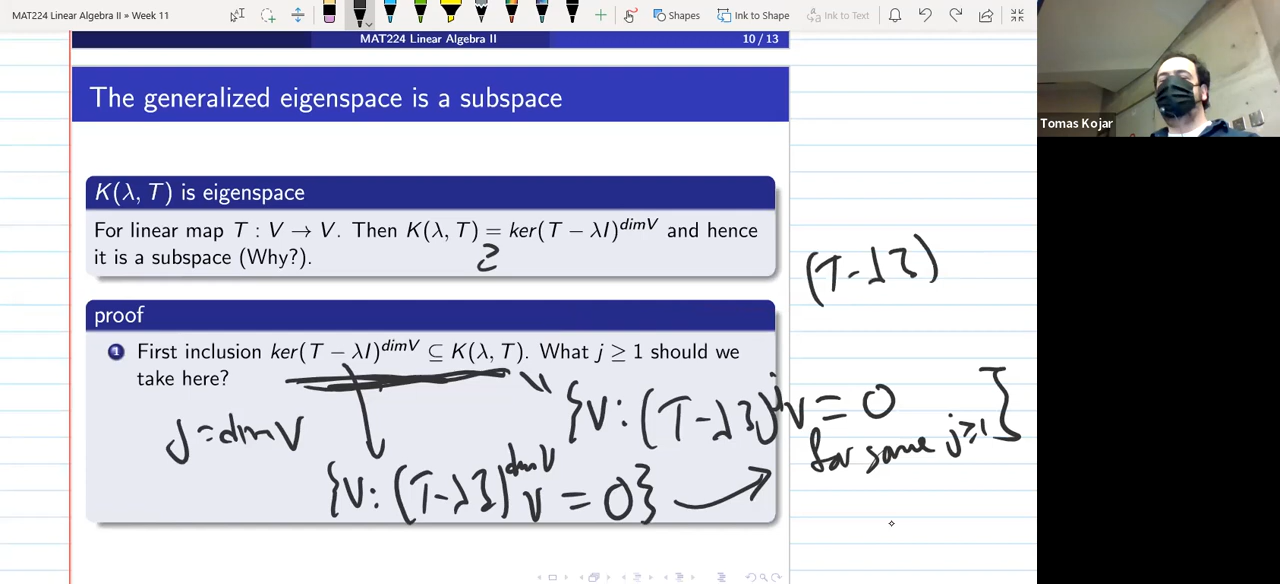 MAT224 Linear Algebra II » Week 11
Shapes
Ink to Shape
Ink to Text
MAT224 Linear Algebra II
10 / 13
The generalized eigenspace is a subspace
Tomas Kojar
K(λ, T) is eigenspace
For linear map T : V → V. Then K(λ, T) = ker(T − λI)^dimV and hence
it is a subspace (Why?).
(T-λI)
proof
1 First inclusion ker(T − λI)^dimV ⊆ K(λ, T). What j ≥ 1 should we
take here?
{v: (T-λI)^j v = 0
for some j≥1}
j=dimV
{v: (T-λI)^dimV v = 0}